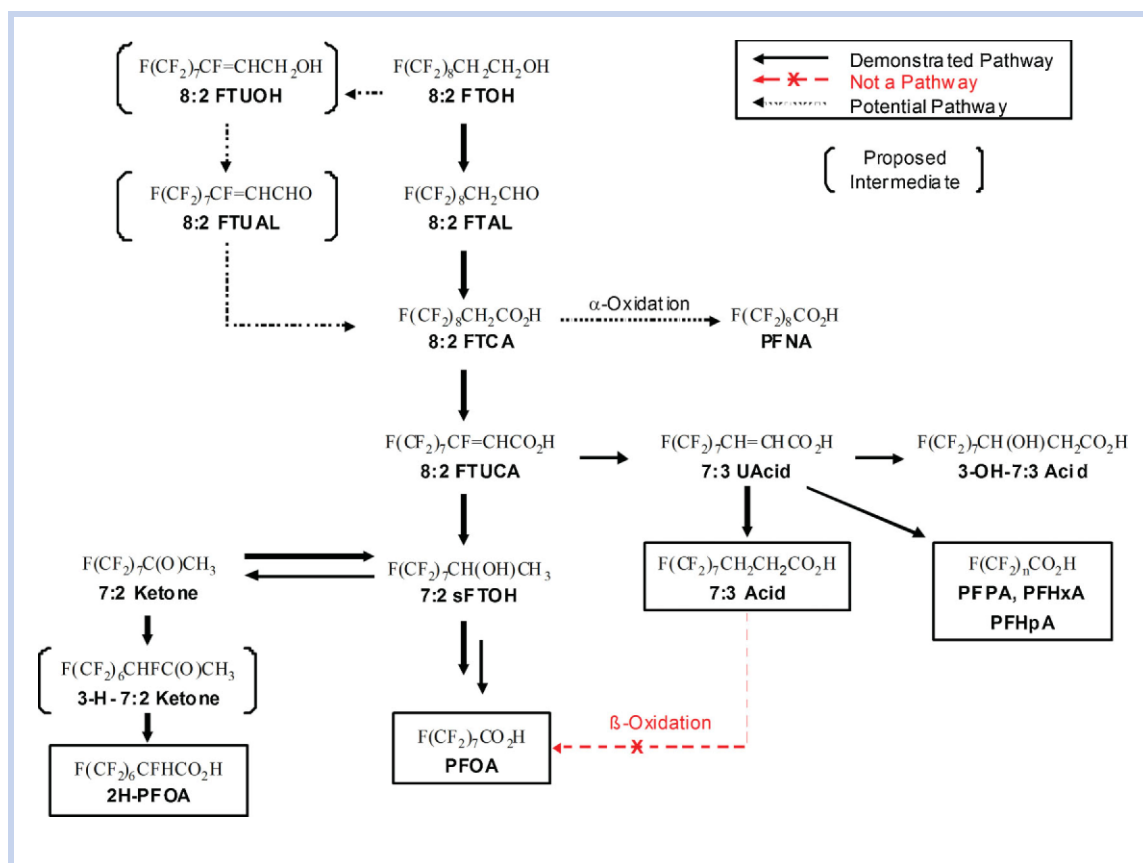 F(CF₂)₇CF=CHCH₂OH
8:2 FTUOH
F(CF₂)₈CH₂CH₂OH
8:2 FTOH
Demonstrated Pathway
Not a Pathway
Potential Pathway
Proposed
Intermediate
F(CF₂)₇CF=CHCHO
8:2 FTUAL
F(CF₂)₈CH₂CHO
8:2 FTAL
F(CF₂)₈CH₂CO₂H
8:2 FTCA
α-Oxidation
F(CF₂)₈CO₂H
PFNA
F(CF₂)₇CF=CHCO₂H
8:2 FTUCA
F(CF₂)₇CH=CHCO₂H
7:3 UAcid
F(CF₂)₇CH(OH)CH₂CO₂H
3-OH-7:3 Acid
F(CF₂)₇C(O)CH₃
7:2 Ketone
F(CF₂)₇CH(OH)CH₃
7:2 sFTOH
F(CF₂)₇CH₂CH₂CO₂H
7:3 Acid
F(CF₂)ₙCO₂H
PFPA, PFHxA
PFHpA
F(CF₂)₆CHFC(O)CH₃
3-H-7:2 Ketone
F(CF₂)₆CFHCO₂H
2H-PFOA
F(CF₂)₇CO₂H
PFOA
ß-Oxidation
X
X